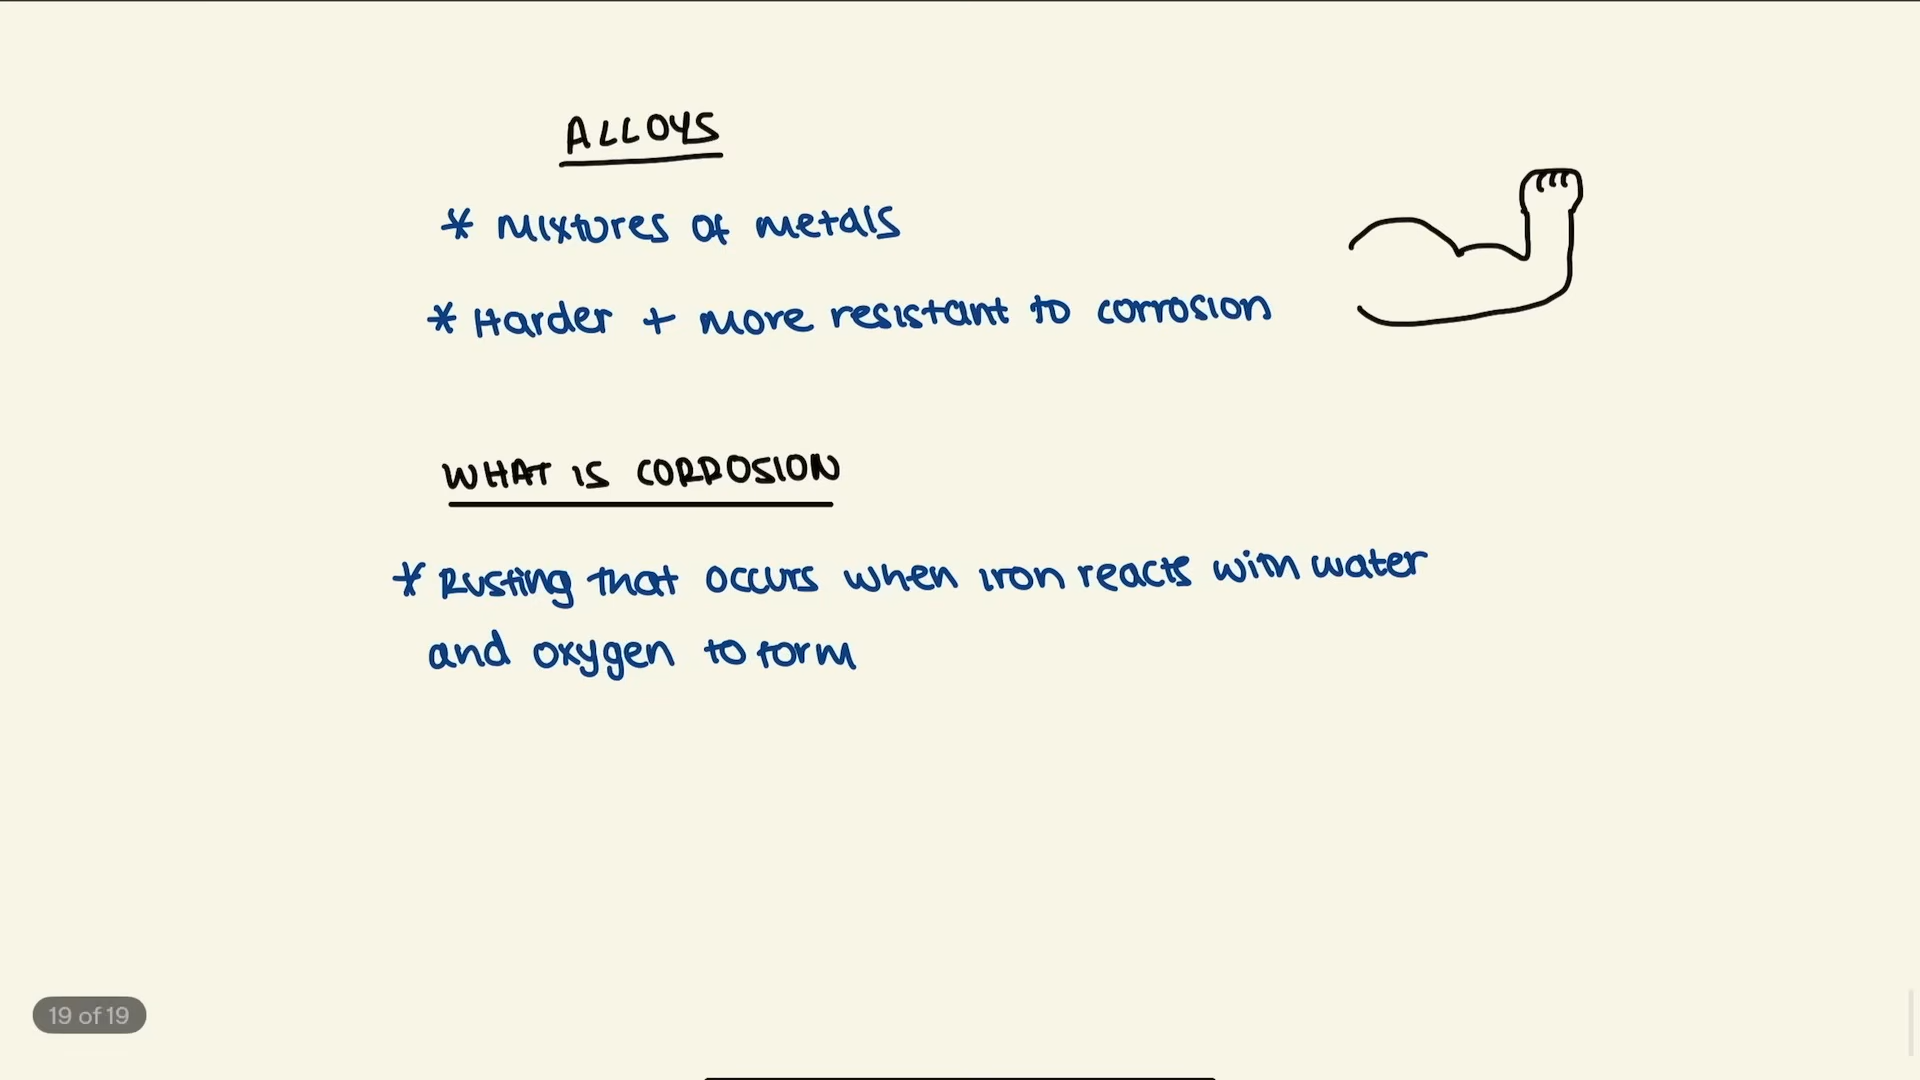 ALLOYS
* Mixtures of metals
* Harder + more resistant to corrosion
WHAT IS CORROSION
* Rusting that occurs when iron reacts with water
and oxygen to form
19 of 19